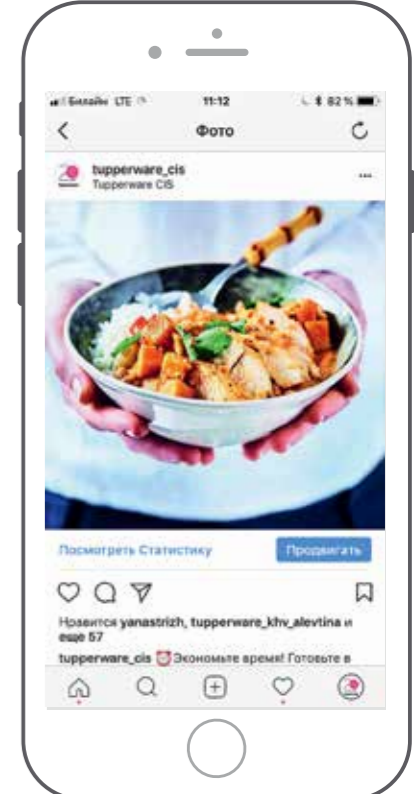 Билайн LTE 11:12 82 %
Фото
tupperware_cis
Tupperware CIS
Посмотреть Статистику Продвигать
Нравится yanastrizh, tupperware_khv_alevtina и
еще 57
tupperware_cis ⏰ Экономьте время! Готовьте в